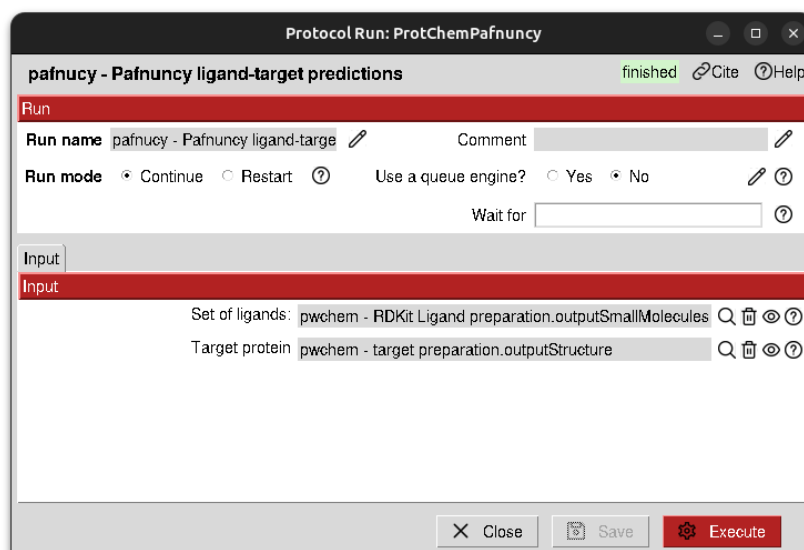 Protocol Run: ProtChemPafnuncy
pafnucy - Pafnuncy ligand-target predictions finished Cite Help
Run
Run name pafnucy - Pafnuncy ligand-targe Comment
Run mode Continue Restart Use a queue engine? Yes No
Wait for
Input
Input
Set of ligands: pwchem - RDKit Ligand preparation.outputSmallMolecules
Target protein pwchem - target preparation.outputStructure
Close Save Execute